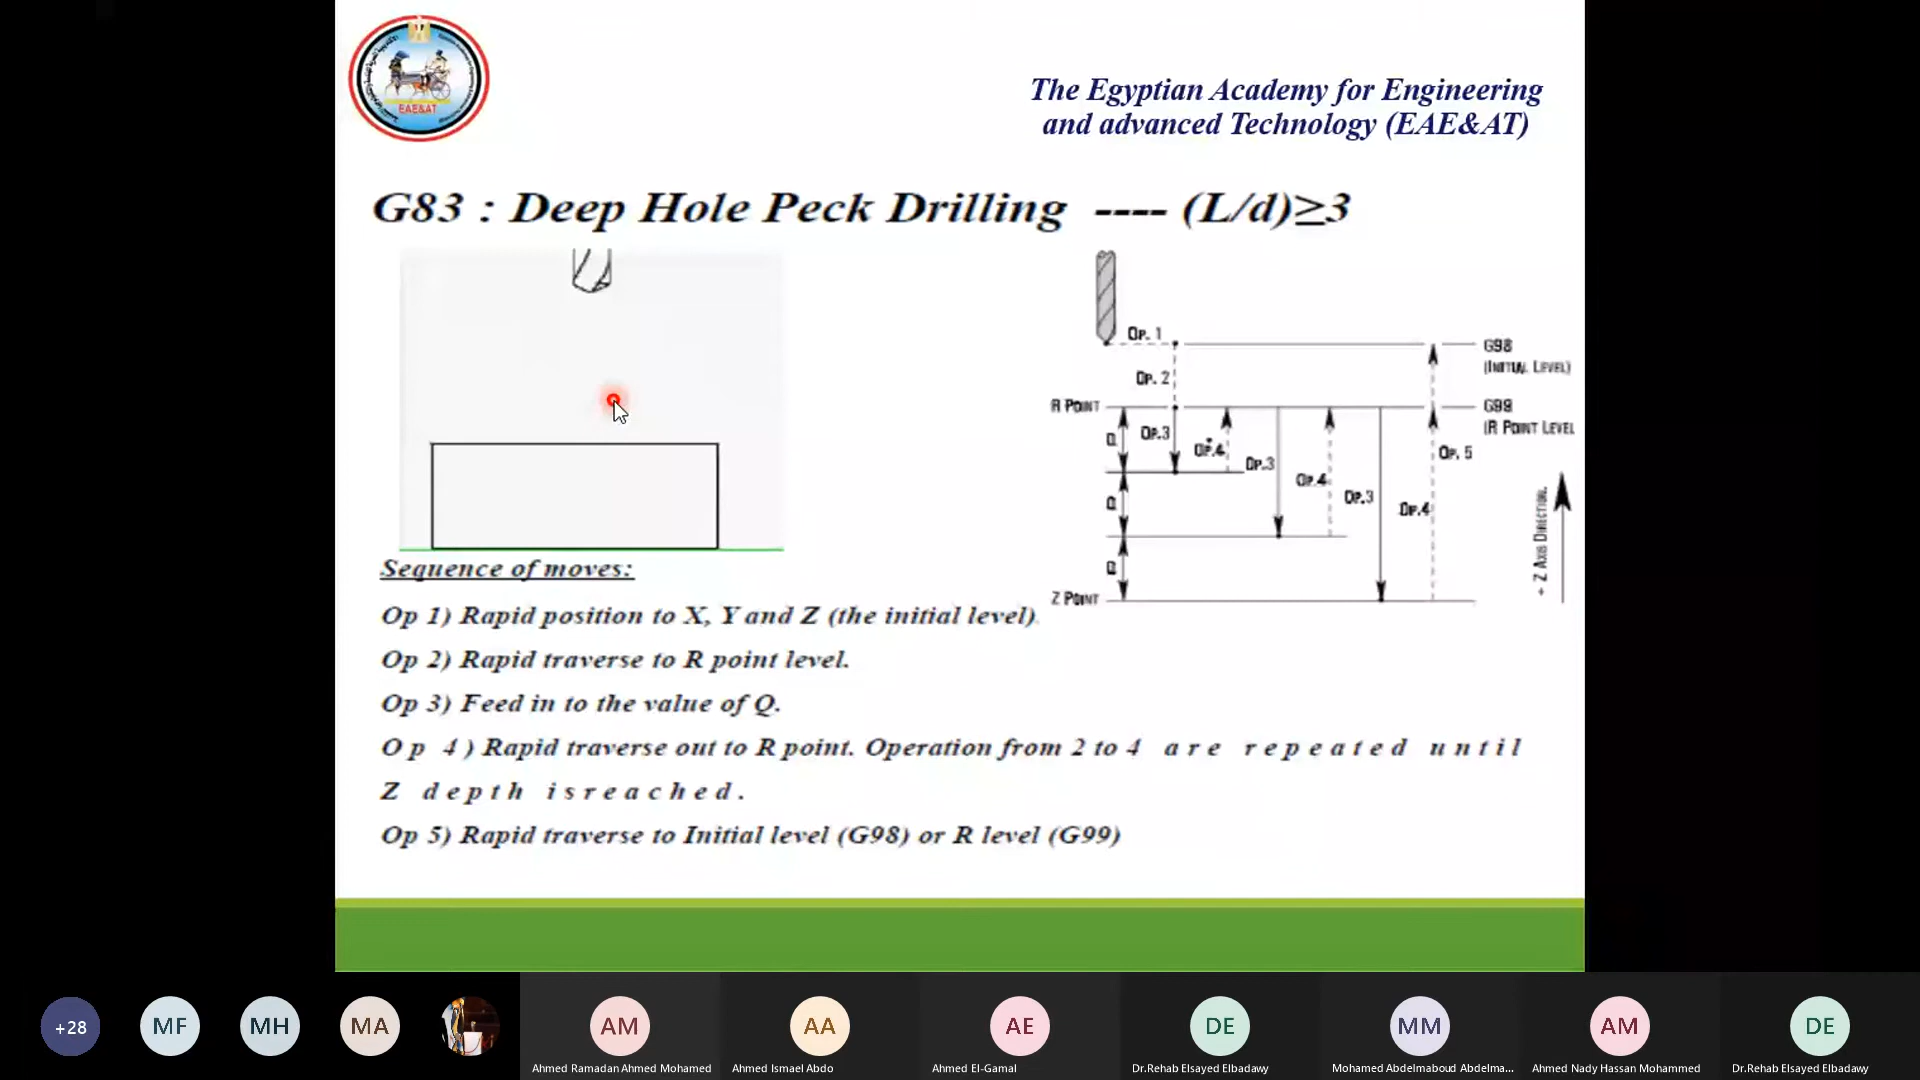 EAE&AT
The Egyptian Academy for Engineering
and advanced Technology (EAE&AT)
G83 : Deep Hole Peck Drilling ---- (L/d)≥3
Op. 1
G98
(Initial Level)
Op. 2
R Point
G99
(R Point Level
Q
Op.3
Op.4
Op.3
Op. 5
Op.4
Op.3
Q
Op.4
+ Z Axis Direction.
Q
Z Point
Sequence of moves:
Op 1) Rapid position to X, Y and Z (the initial level).
Op 2) Rapid traverse to R point level.
Op 3) Feed in to the value of Q.
Op 4) Rapid traverse out to R point. Operation from 2 to 4 are repeated until
Z depth isreached.
Op 5) Rapid traverse to Initial level (G98) or R level (G99)
+28
MF
MH
MA
AM
AA
AE
DE
MM
AM
DE
Ahmed Ramadan Ahmed Mohamed
Ahmed Ismael Abdo
Ahmed El-Gamal
Dr.Rehab Elsayed Elbadawy
Mohamed Abdelmaboud Abdelma...
Ahmed Nady Hassan Mohammed
Dr.Rehab Elsayed Elbadawy